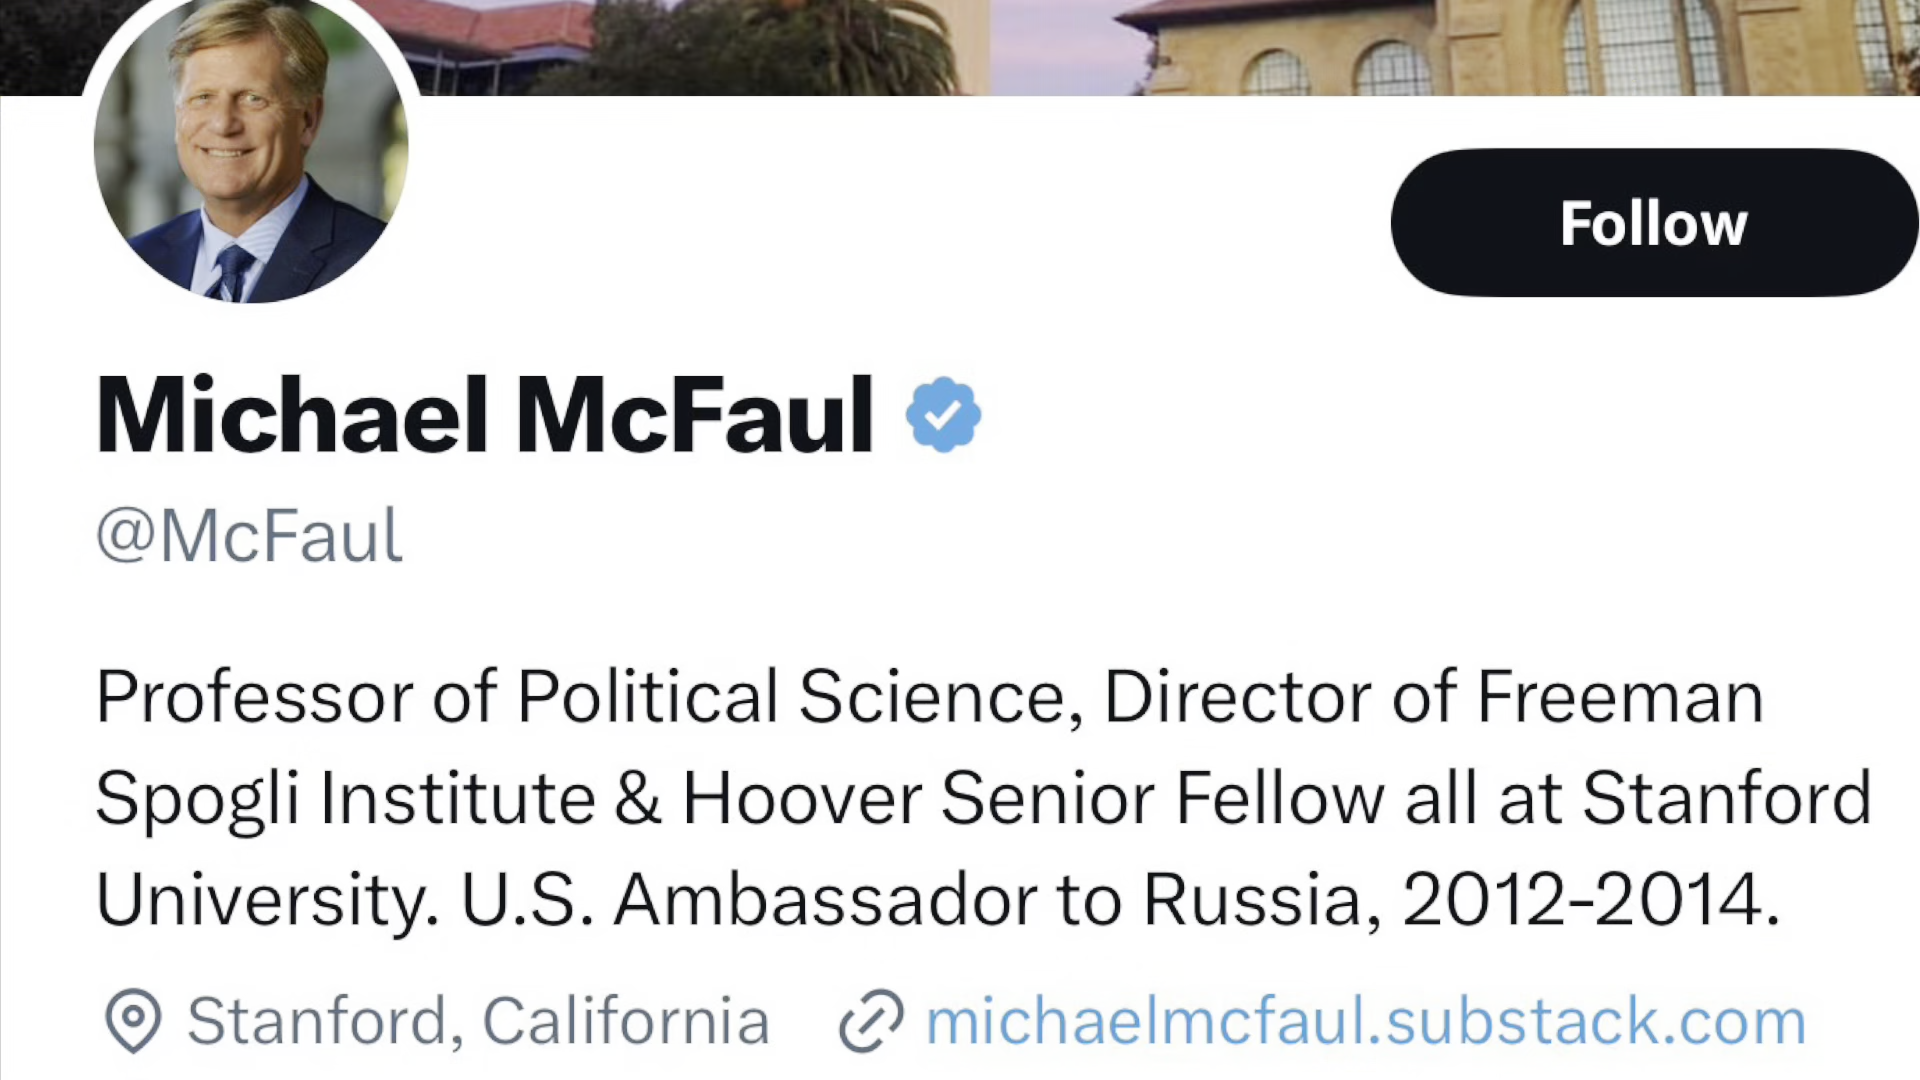 Follow
Michael McFaul
@McFaul
Professor of Political Science, Director of Freeman
Spogli Institute & Hoover Senior Fellow all at Stanford
University. U.S. Ambassador to Russia, 2012-2014.
Stanford, California michaelmcfaul.substack.com